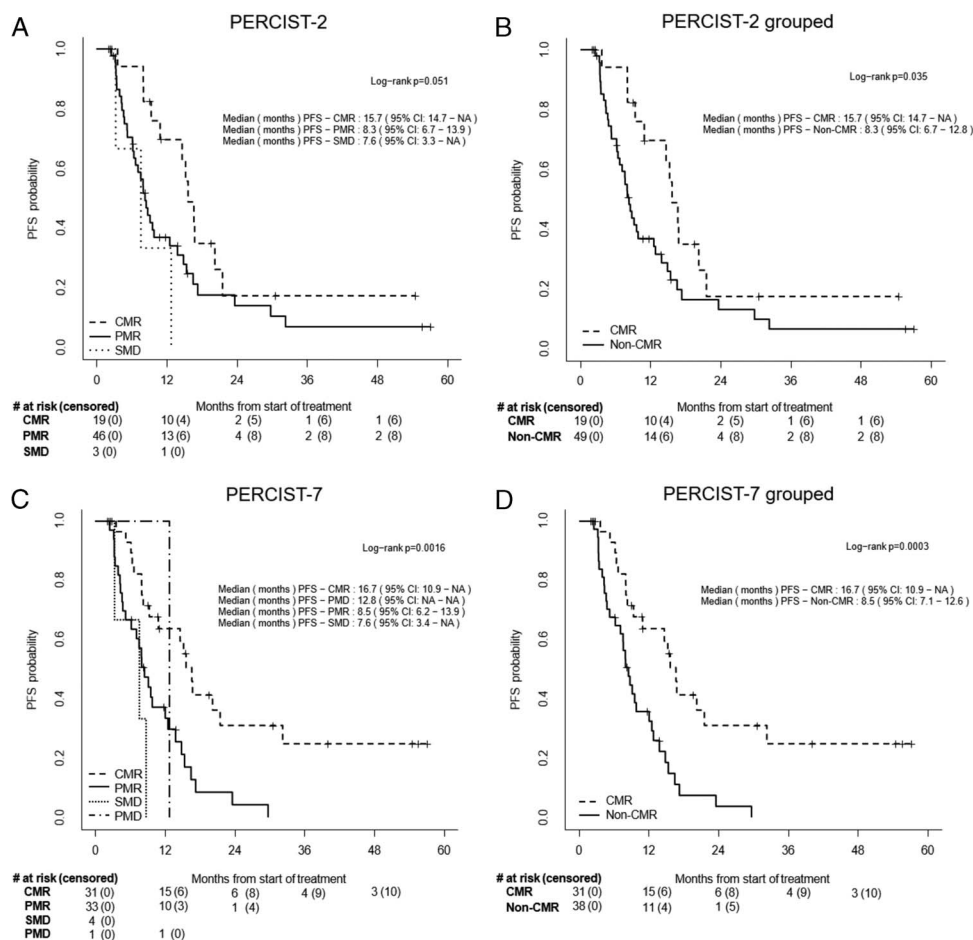 A
PERCIST-2
Log-rank p=0.051
Median ( months ) PFS - CMR : 15.7 ( 95% CI: 14.7 - NA )
Median ( months ) PFS - PMR : 8.3 ( 95% CI: 6.7 - 13.9 )
Median ( months ) PFS - SMD : 7.6 ( 95% CI: 3.3 - NA )
PFS probability
1.0
0.8
0.6
0.4
0.2
0.0
CMR
PMR
SMD
0 12 24 36 48 60
# at risk (censored) Months from start of treatment
CMR 19 (0) 10 (4) 2 (5) 1 (6) 1 (6)
PMR 46 (0) 13 (6) 4 (8) 2 (8) 2 (8)
SMD 3 (0) 1 (0)
B
PERCIST-2 grouped
Log-rank p=0.035
Median ( months ) PFS - CMR : 15.7 ( 95% CI: 14.7 - NA )
Median ( months ) PFS - Non-CMR : 8.3 ( 95% CI: 6.7 - 12.8 )
PFS probability
1.0
0.8
0.6
0.4
0.2
0.0
CMR
Non-CMR
0 12 24 36 48 60
# at risk (censored) Months from start of treatment
CMR 19 (0) 10 (4) 2 (5) 1 (6) 1 (6)
Non-CMR 49 (0) 14 (6) 4 (8) 2 (8) 2 (8)
C
PERCIST-7
Log-rank p=0.0016
Median ( months ) PFS - CMR : 16.7 ( 95% CI: 10.9 - NA )
Median ( months ) PFS - PMD : 12.8 ( 95% CI: NA - NA )
Median ( months ) PFS - PMR : 8.5 ( 95% CI: 6.2 - 13.9 )
Median ( months ) PFS - SMD : 7.6 ( 95% CI: 3.4 - NA )
PFS probability
1.0
0.8
0.6
0.4
0.2
0.0
CMR
PMR
SMD
PMD
0 12 24 36 48 60
# at risk (censored) Months from start of treatment
CMR 31 (0) 15 (6) 6 (8) 4 (9) 3 (10)
PMR 33 (0) 10 (3) 1 (4)
SMD 4 (0)
PMD 1 (0) 1 (0)
D
PERCIST-7 grouped
Log-rank p=0.0003
Median ( months ) PFS - CMR : 16.7 ( 95% CI: 10.9 - NA )
Median ( months ) PFS - Non-CMR : 8.5 ( 95% CI: 7.1 - 12.6 )
PFS probability
1.0
0.8
0.6
0.4
0.2
0.0
CMR
Non-CMR
0 12 24 36 48 60
# at risk (censored) Months from start of treatment
CMR 31 (0) 15 (6) 6 (8) 4 (9) 3 (10)
Non-CMR 38 (0) 11 (4) 1 (5)